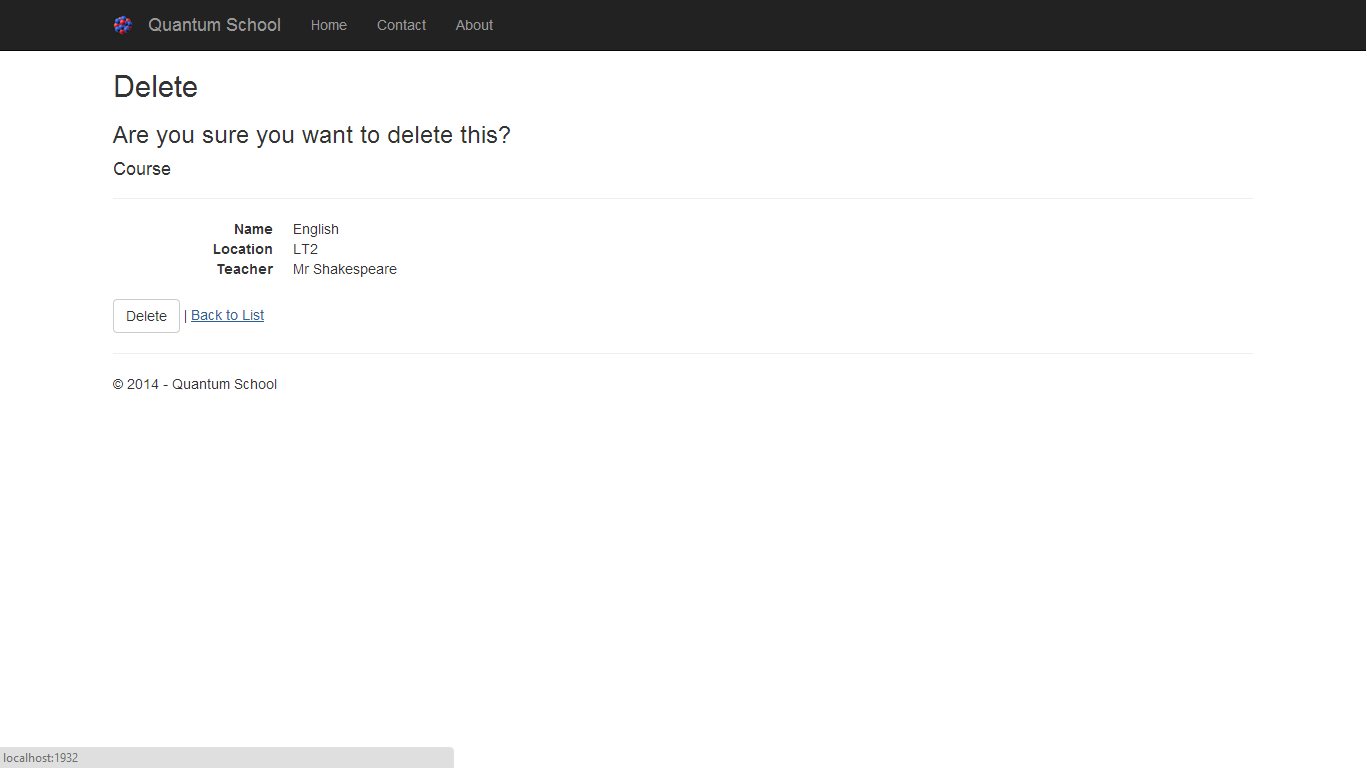 Quantum School Home Contact About
Delete
Are you sure you want to delete this?
Course
Name English
Location LT2
Teacher Mr Shakespeare
Delete | Back to List
© 2014 - Quantum School
localhost:1932